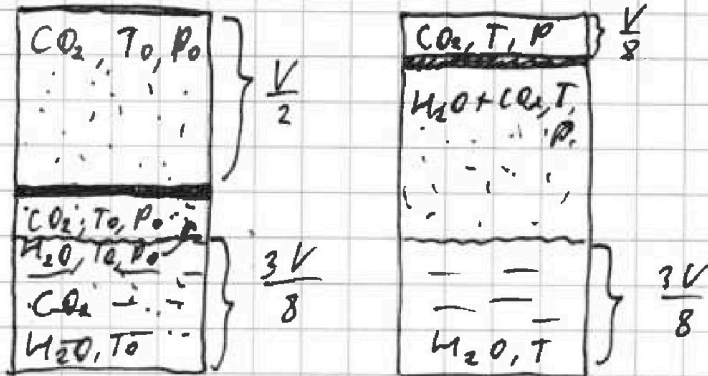 CO₂, T₀, P₀
V/2
CO₂, T₀, P₀
H₂O, T₀, P₀
CO₂
H₂O, T₀
3V/8
CO₂, T, P
V/8
H₂O + CO₂, T,
P.
H₂O, T
3V/8